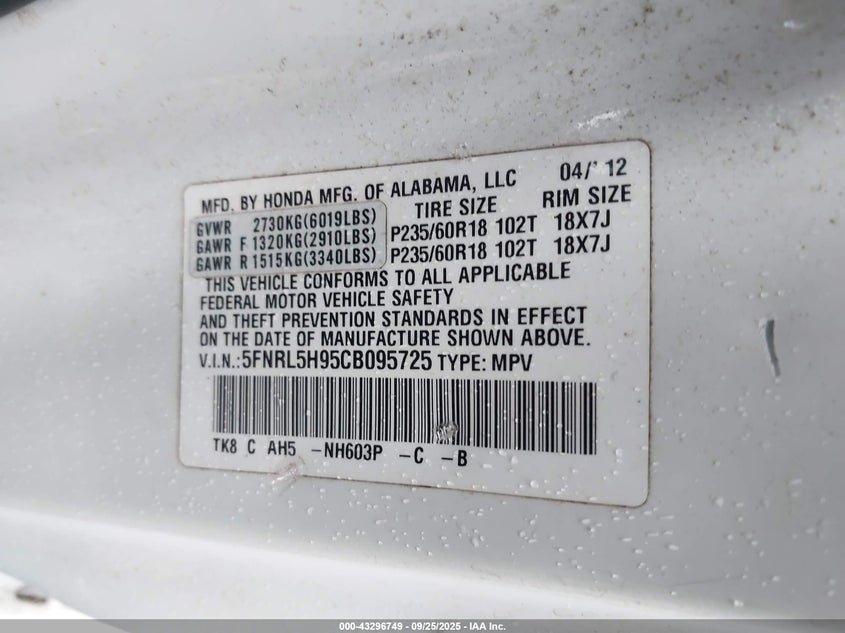 MFD. BY HONDA MFG. OF ALABAMA, LLC 04/' 12
TIRE SIZE RIM SIZE
GVWR 2730KG(6019LBS)
GAWR F 1320KG(2910LBS) P235/60R18 102T 18X7J
GAWR R 1515KG(3340LBS) P235/60R18 102T 18X7J
THIS VEHICLE CONFORMS TO ALL APPLICABLE
FEDERAL MOTOR VEHICLE SAFETY
AND THEFT PREVENTION STANDARDS IN EFFECT
ON THE DATE OF MANUFACTURE SHOWN ABOVE.
V.I.N.:5FNRL5H95CB095725 TYPE: MPV
TK8 C AH5 -NH603P -C -B
000-43296749 - 09/25/2025 - IAA Inc.